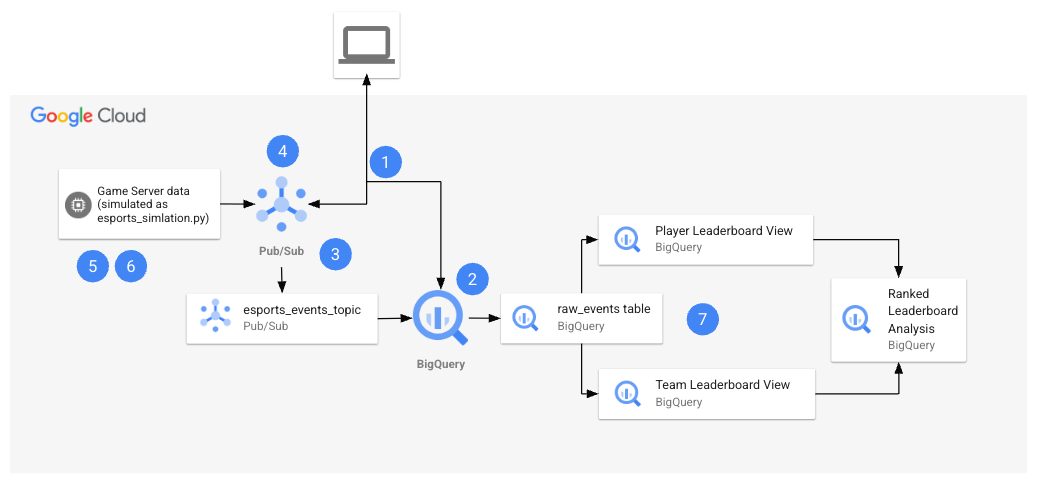 Google Cloud
1
4
Game Server data
(simulated as
esports_simlation.py)
5
6
Pub/Sub
3
esports_events_topic
Pub/Sub
2
BigQuery
raw_events table
BigQuery
7
Player Leaderboard View
BigQuery
Team Leaderboard View
BigQuery
Ranked
Leaderboard
Analysis
BigQuery